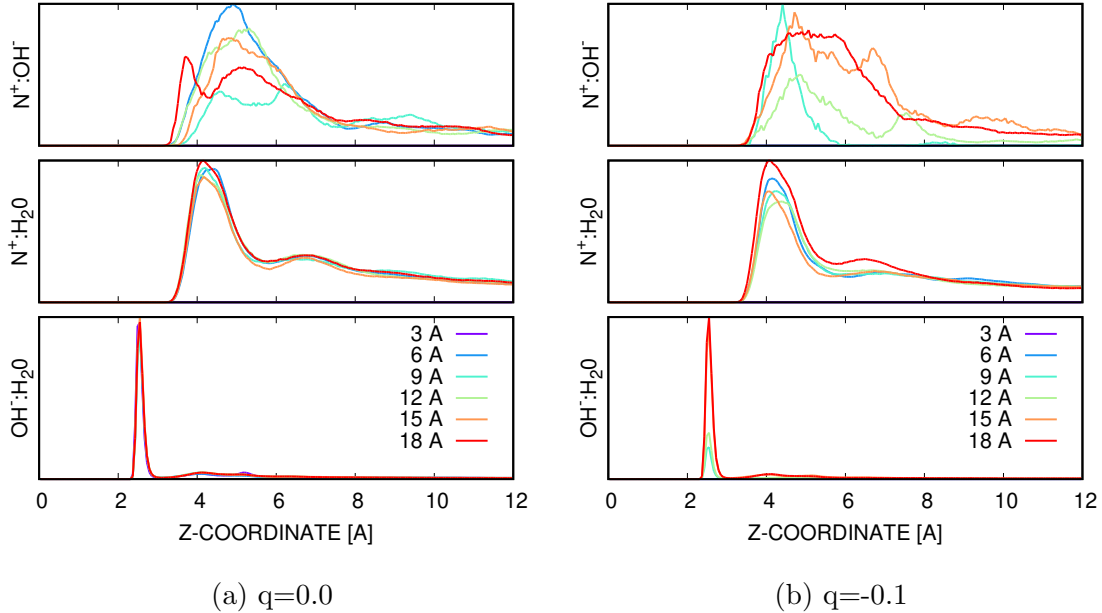 N⁺:OH⁻
N⁺:H₂0
OH⁻:H₂0
3 A
6 A
9 A
12 A
15 A
18 A
0 2 4 6 8 10 12
Z-COORDINATE [A]
(a) q=0.0
N⁺:OH⁻
N⁺:H₂0
OH⁻:H₂0
3 A
6 A
9 A
12 A
15 A
18 A
0 2 4 6 8 10 12
Z-COORDINATE [A]
(b) q=-0.1